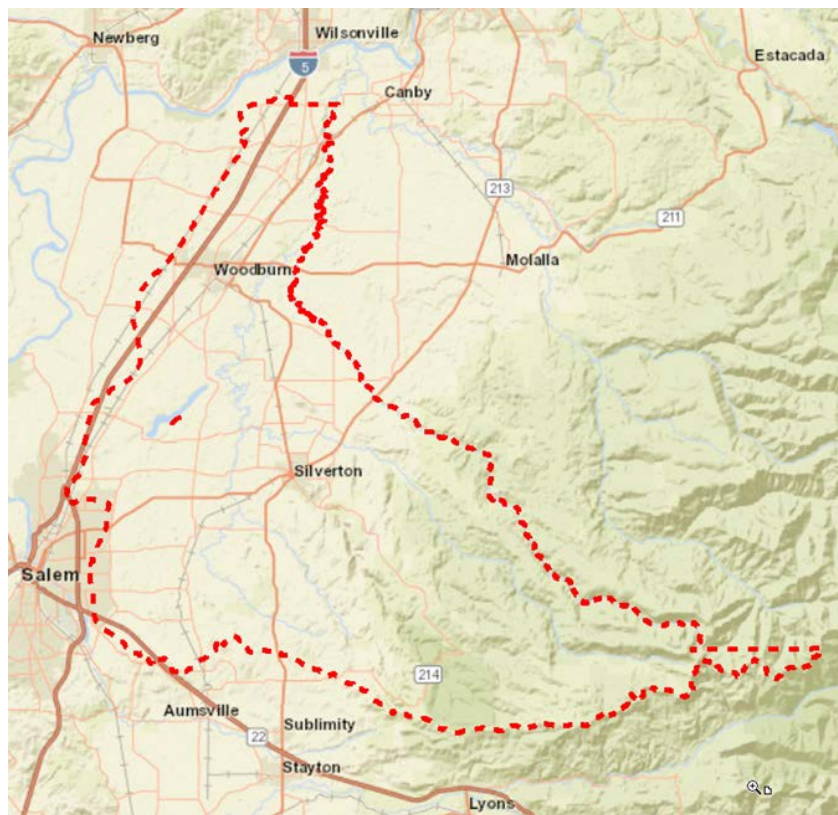 Newberg
Wilsonville
5
Canby
Estacada
213
211
Woodburn
Molalla
Silverton
Salem
214
Aumsville
Sublimity
22
Stayton
Lyons